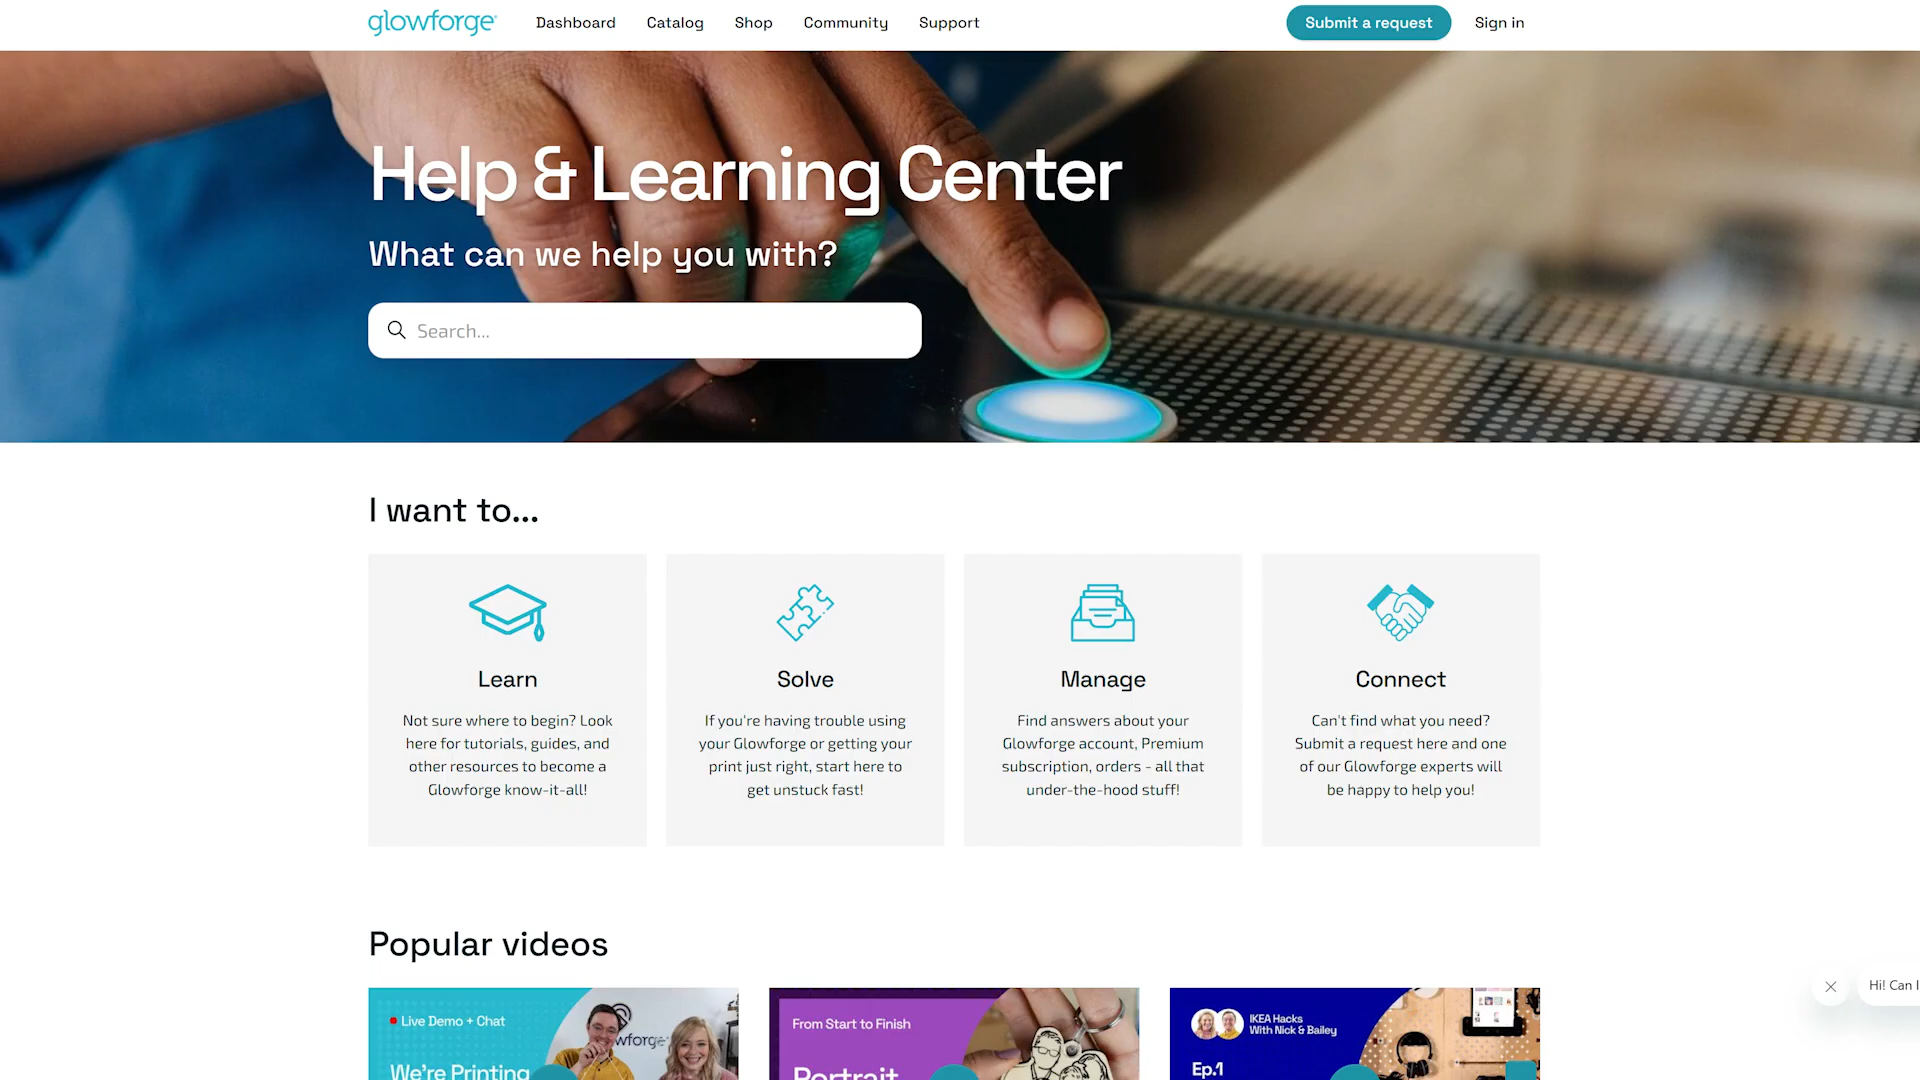 glowforge
Dashboard
Catalog
Shop
Community
Support
Submit a request
Sign in
Help & Learning Center
What can we help you with?
Search...
I want to...
Learn
Not sure where to begin? Look
here for tutorials, guides, and
other resources to become a
Glowforge know-it-all!
Solve
If you're having trouble using
your Glowforge or getting your
print just right, start here to
get unstuck fast!
Manage
Find answers about your
Glowforge account, Premium
subscription, orders - all that
under-the-hood stuff!
Connect
Can't find what you need?
Submit a request here and one
of our Glowforge experts will
be happy to help you!
Popular videos
Live Demo + Chat
We're Printing
From Start to Finish
Portrait
IKEA Hacks
With Nick & Bailey
Ep.1
Hi! Can I